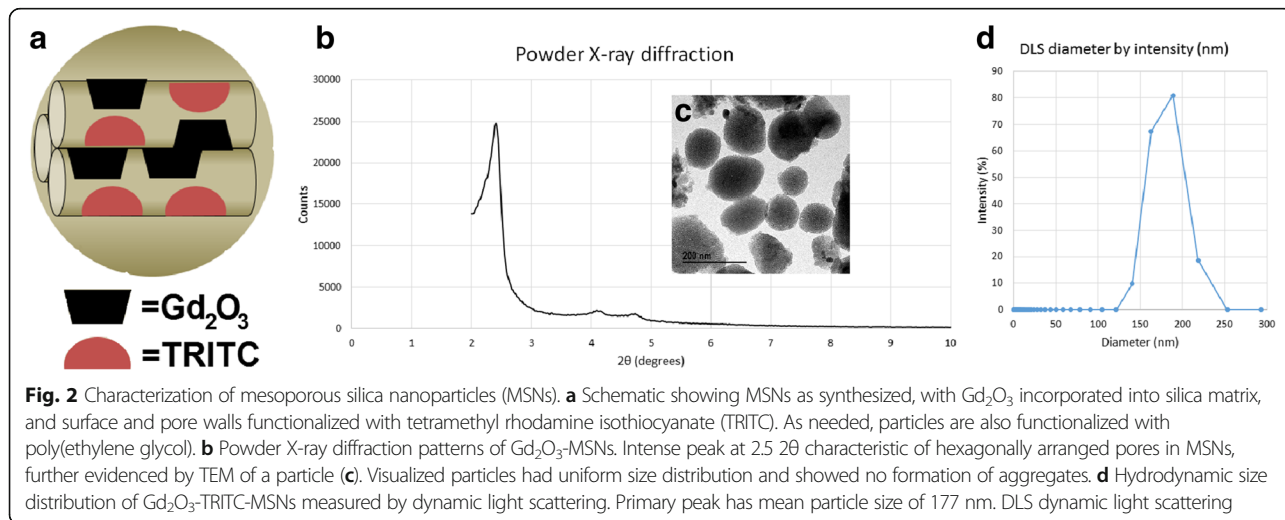 a
=Gd₂O₃
=TRITC
b
Powder X-ray diffraction
30000
25000
20000
15000
10000
5000
0
Counts
0 1 2 3 4 5 6 7 8 9 10
2θ (degrees)
c
200 nm
d
DLS diameter by intensity (nm)
90
80
70
60
50
40
30
20
10
0
Intensity (%)
0 50 100 150 200 250 300
Diameter (nm)
Fig. 2 Characterization of mesoporous silica nanoparticles (MSNs). a Schematic showing MSNs as synthesized, with Gd₂O₃ incorporated into silica matrix,
and surface and pore walls functionalized with tetramethyl rhodamine isothiocyanate (TRITC). As needed, particles are also functionalized with
poly(ethylene glycol). b Powder X-ray diffraction patterns of Gd₂O₃-MSNs. Intense peak at 2.5 2θ characteristic of hexagonally arranged pores in MSNs,
further evidenced by TEM of a particle (c). Visualized particles had uniform size distribution and showed no formation of aggregates. d Hydrodynamic size
distribution of Gd₂O₃-TRITC-MSNs measured by dynamic light scattering. Primary peak has mean particle size of 177 nm. DLS dynamic light scattering